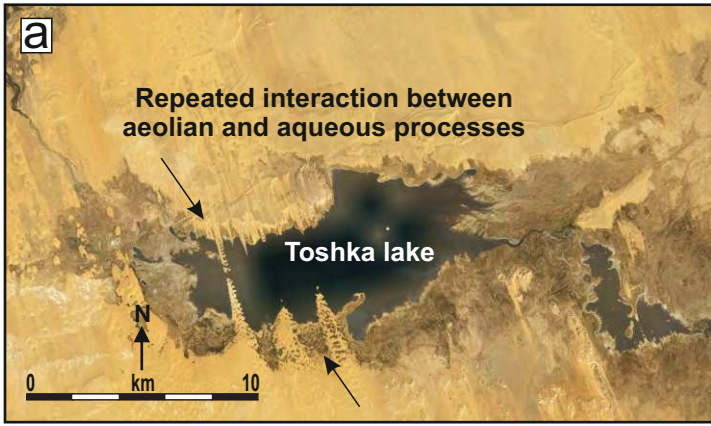 a
Repeated interaction between
aeolian and aqueous processes
Toshka lake
N
0 km 10